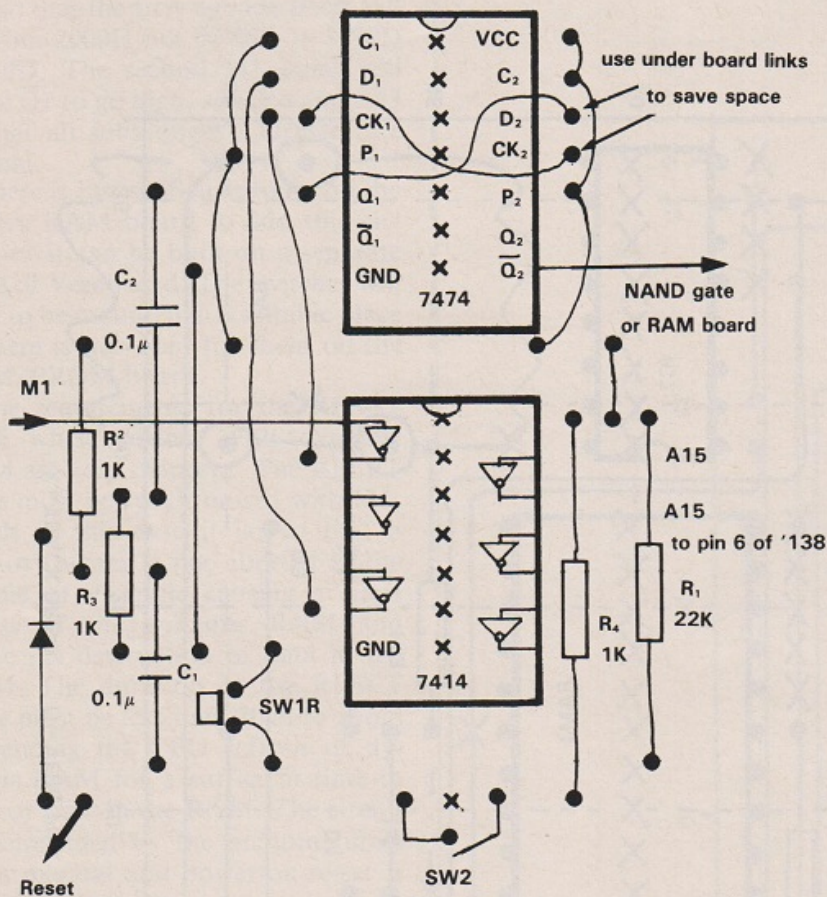 C1
D1
CK1
P1
Q1
Q̅1
GND
VCC
C2
D2
CK2
P2
Q2
Q̅2
7474
use under board links
to save space
NAND gate
or RAM board
C2
0.1μ
M1
R2
1K
R3
1K
C1
0.1μ
SW1R
GND
7414
A15
A15
to pin 6 of '138
R1
22K
R4
1K
SW2
Reset